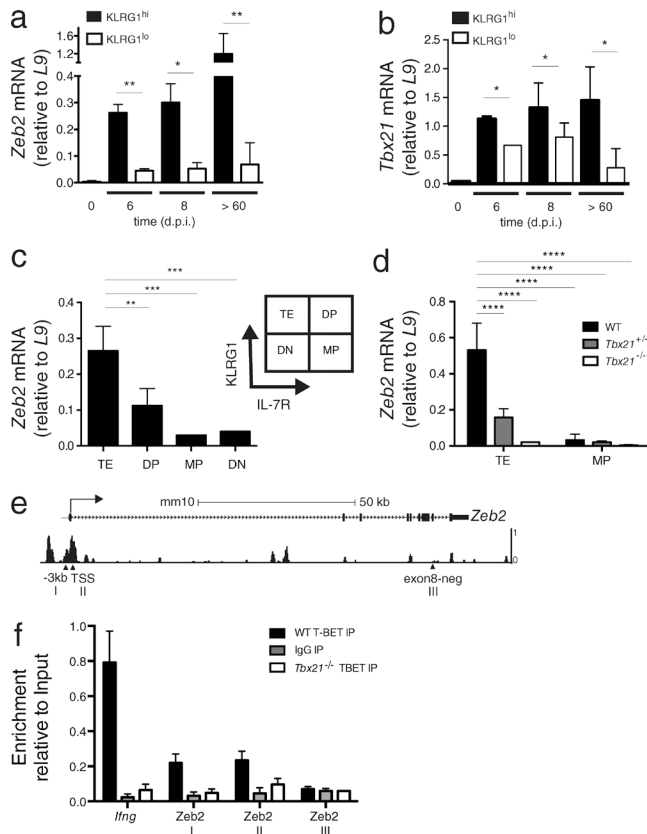 a
KLRG1hi
KLRG1lo
**
*
**
Zeb2 mRNA
(relative to L9)
1.6
1.2
0.8
0.3
0.2
0.1
0.0
0 6 8 > 60
time (d.p.i.)
b
KLRG1hi
KLRG1lo
*
*
*
Tbx21 mRNA
(relative to L9)
2.5
2.0
1.5
1.0
0.5
0.0
0 6 8 > 60
time (d.p.i.)
c
***
***
**
Zeb2 mRNA
(relative to L9)
0.4
0.3
0.2
0.1
0.0
TE DP MP DN
TE DP
DN MP
KLRG1
IL-7R
d
****
****
****
****
****
WT
Tbx21+/-
Tbx21-/-
Zeb2 mRNA
(relative to L9)
0.8
0.6
0.4
0.2
0.0
TE MP
e
mm10 50 kb
Zeb2
1
0
-3kb TSS exon8-neg
I II III
f
WT T-BET IP
IgG IP
Tbx21-/- TBET IP
Enrichment
relative to Input
1.0
0.8
0.6
0.4
0.2
0.0
Ifng Zeb2 Zeb2 Zeb2
I II III